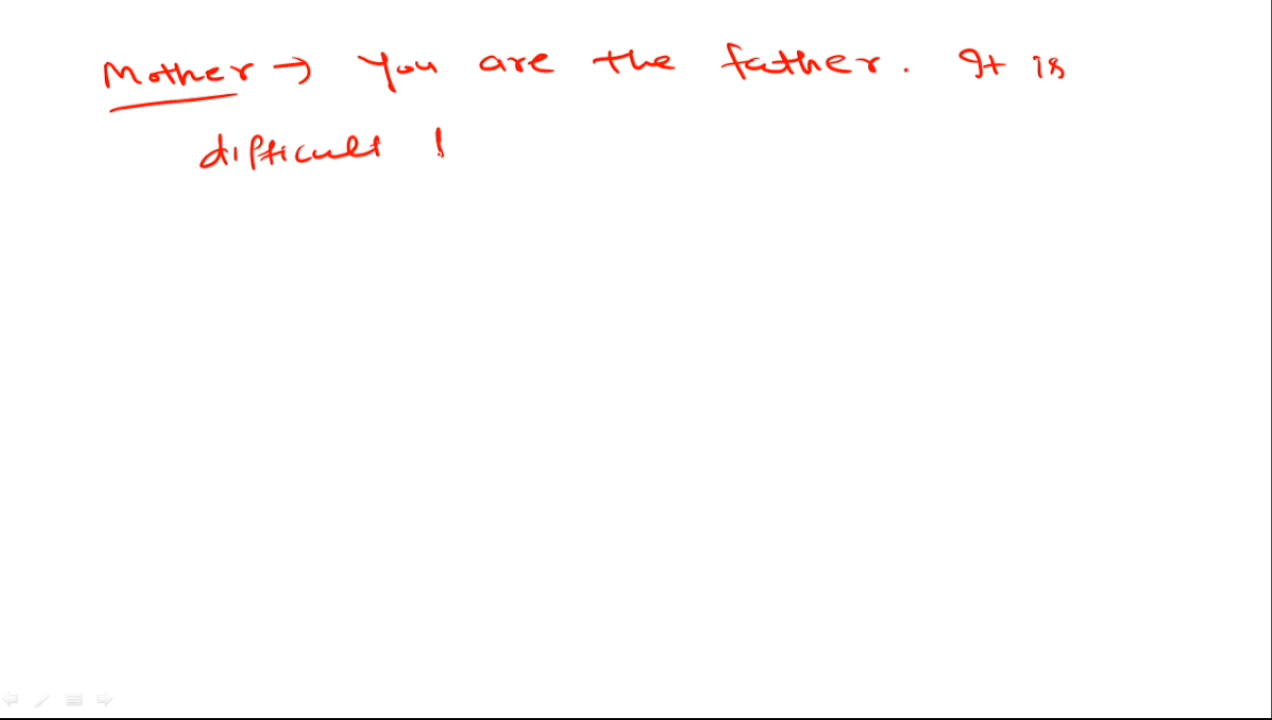 Mother → You are the father. It is
difficult